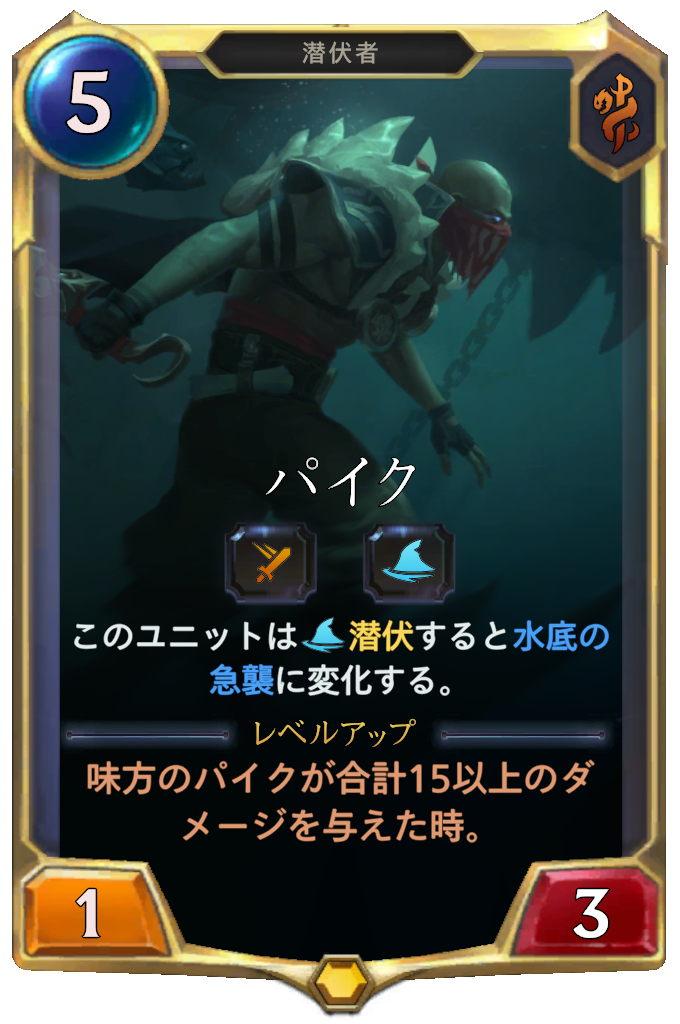 潜伏者
5
パイク
このユニットは潜伏すると水底の
急襲に変化する。
レベルアップ
味方のパイクが合計15以上のダ
メージを与えた時。
1
3